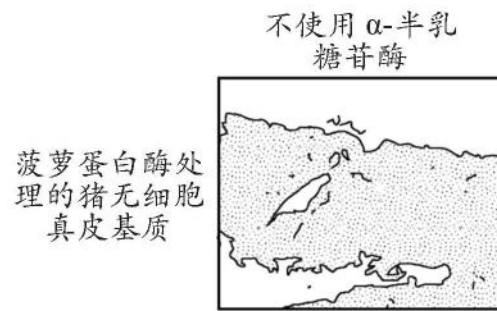 不使用 α-半乳
糖苷酶
菠萝蛋白酶处
理的猪无细胞
真皮基质